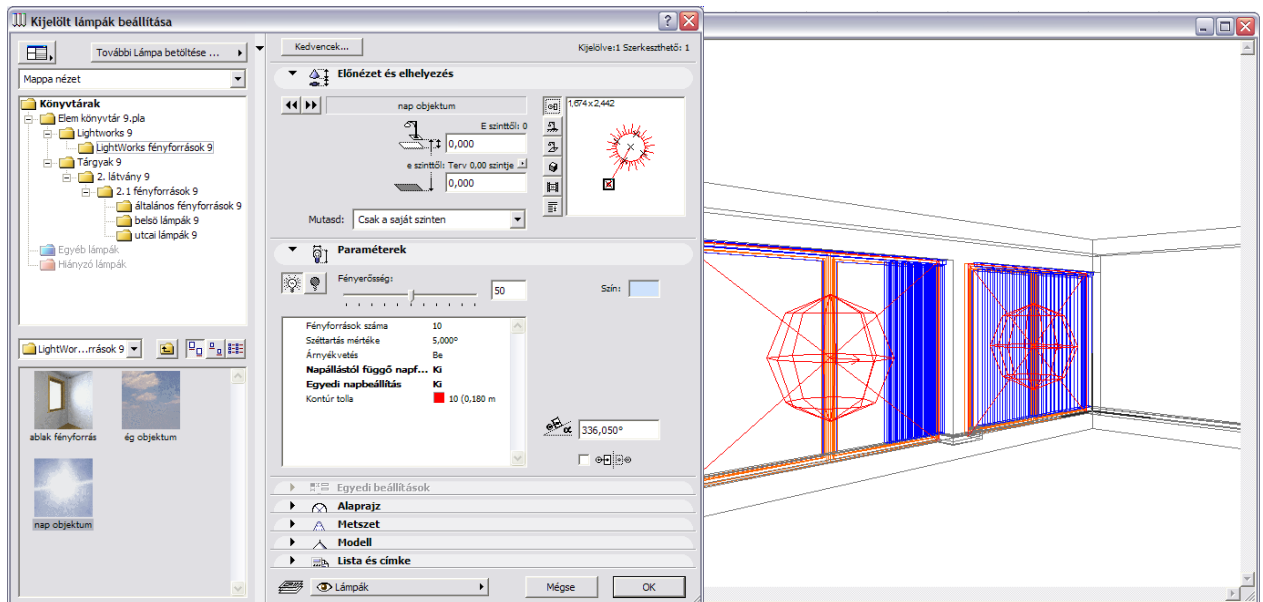 Kijelölt lámpák beállítása
További Lámpa betöltése ...
Mappa nézet
Könyvtárak
Elem könyvtár 9.pla
Lightworks 9
LightWorks fényforrások 9
Tárgyak 9
2. látvány 9
2.1 fényforrások 9
általános fényforrások 9
belső lámpák 9
utcai lámpák 9
Egyéb lámpák
Hiányzó lámpák
LightWor...rrások 9
ablak fényforrás
ég objektum
nap objektum
Kedvencek...
Kijelölve:1 Szerkeszthető: 1
Előnézet és elhelyezés
nap objektum
1,674x2,442
E szinttől: 0
0,000
e szinttől: Terv 0,00 szintje
0,000
Mutasd: Csak a saját szinten
Paraméterek
Fényerősség:
50
Szín:
Fényforrások száma 10
Széttartás mértéke 5,000°
Árnyékvetés Be
Napállástól függő napf... Ki
Egyedi napbeállítás Ki
Kontúr tolla 10 (0,180 m
α 336,050°
Egyedi beállítások
Alaprajz
Metszet
Modell
Lista és címke
Lámpák
Mégse
OK